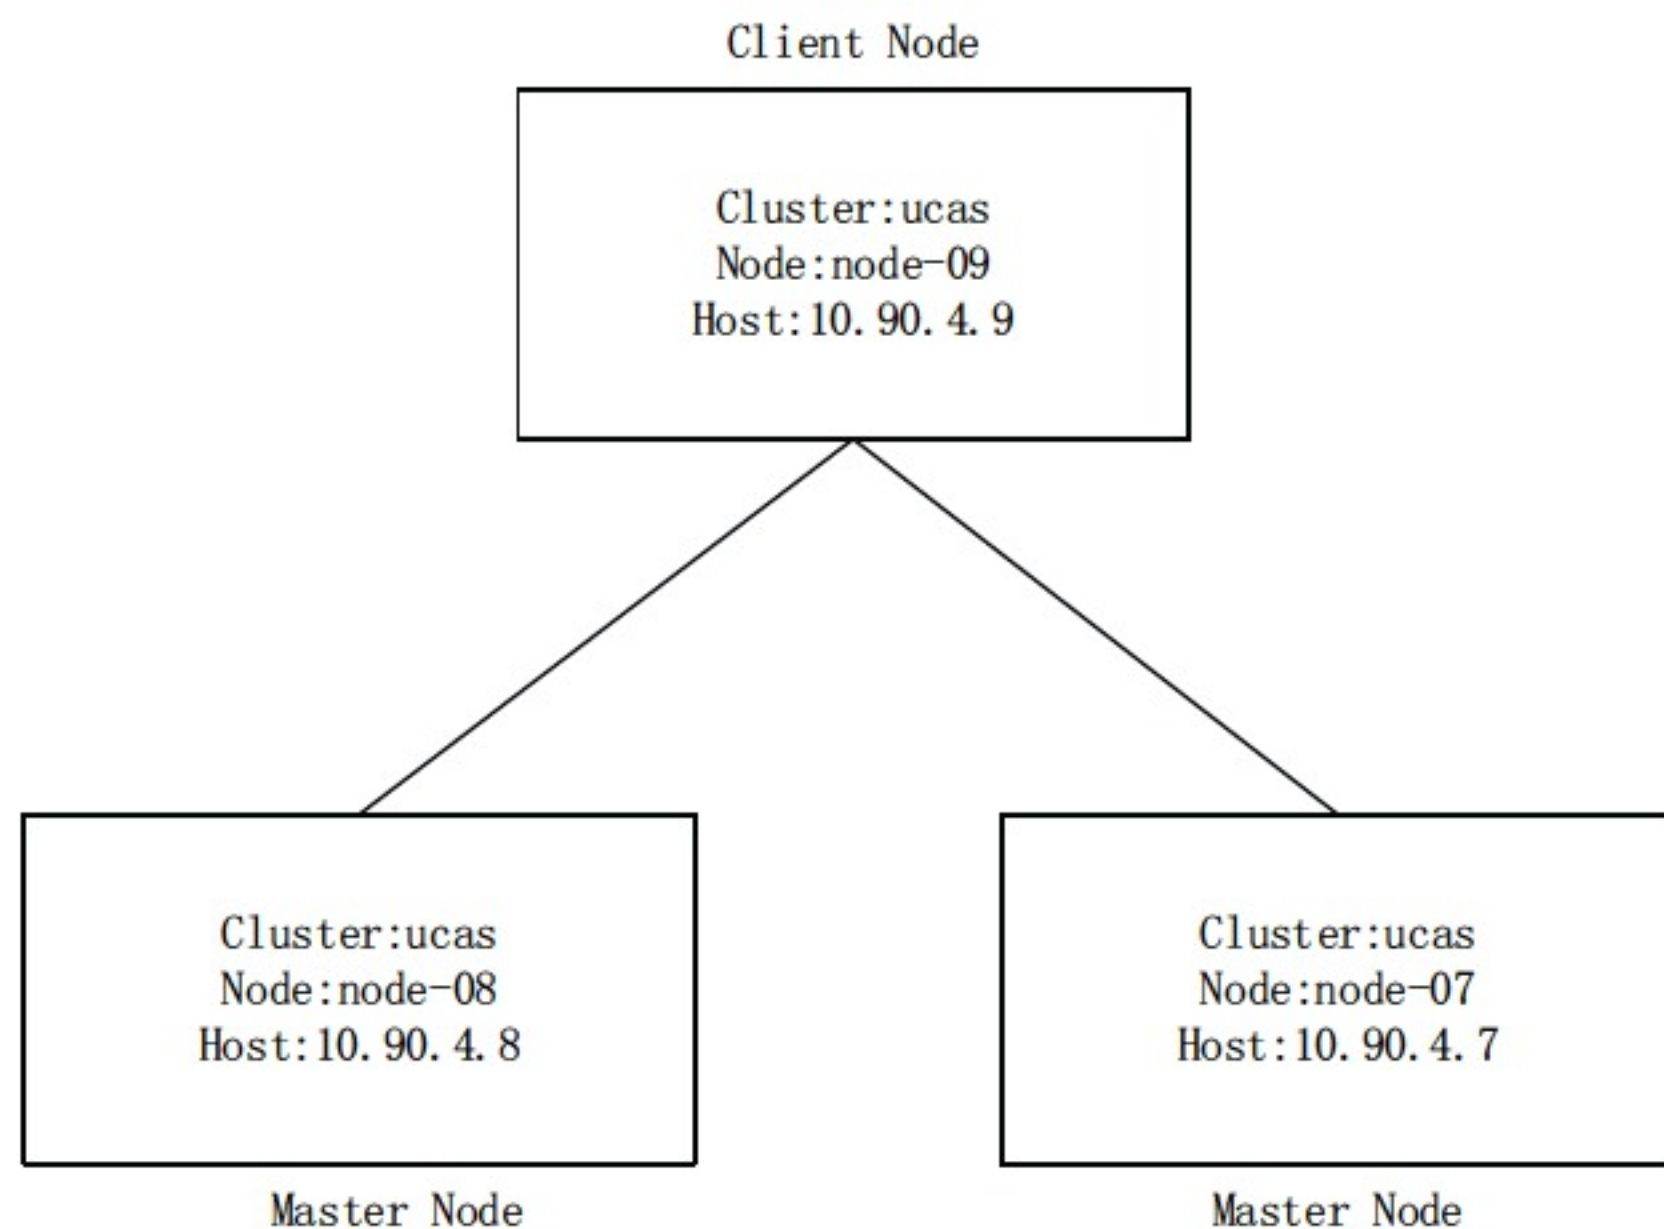 Client Node
Cluster:ucas
Node:node-09
Host:10.90.4.9
Cluster:ucas
Node:node-08
Host:10.90.4.8
Master Node
Cluster:ucas
Node:node-07
Host:10.90.4.7
Master Node